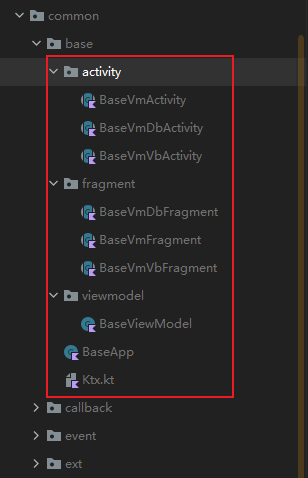 common
base
activity
BaseVmActivity
BaseVmDbActivity
BaseVmVbActivity
fragment
BaseVmDbFragment
BaseVmFragment
BaseVmVbFragment
viewmodel
BaseViewModel
BaseApp
Ktx.kt
callback
event
ext